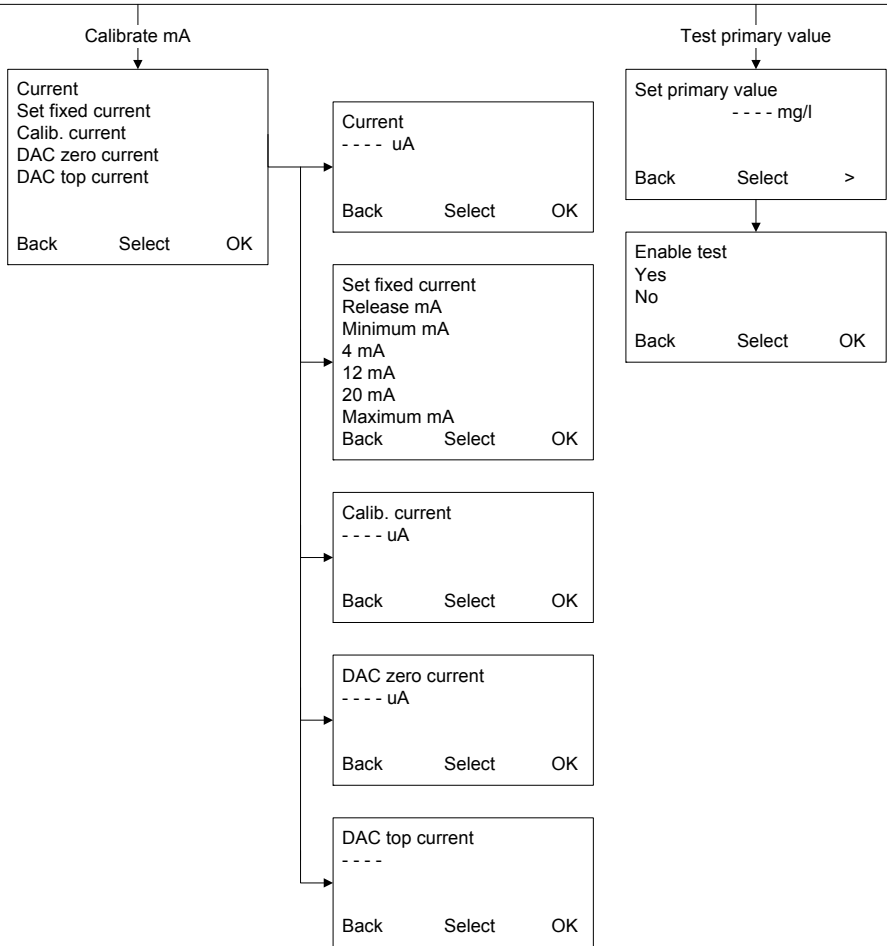 Calibrate mA
Current
Set fixed current
Calib. current
DAC zero current
DAC top current
Back Select OK
Current
- - - - uA
Back Select OK
Set fixed current
Release mA
Minimum mA
4 mA
12 mA
20 mA
Maximum mA
Back Select OK
Calib. current
- - - - uA
Back Select OK
DAC zero current
- - - - uA
Back Select OK
DAC top current
- - - -
Back Select OK
Test primary value
Set primary value
- - - - mg/l
Back Select >
Enable test
Yes
No
Back Select OK